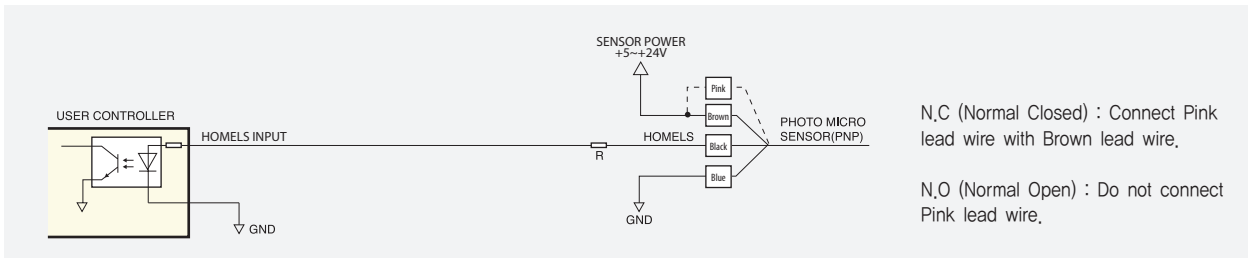 SENSOR POWER
+5~+24V
Pink
USER CONTROLLER
Brown
PHOTO MICRO
SENSOR(PNP)
HOMELS INPUT
HOMELS
Black
R
Blue
GND
GND
N.C (Normal Closed) : Connect Pink
lead wire with Brown lead wire.
N.O (Normal Open) : Do not connect
Pink lead wire.